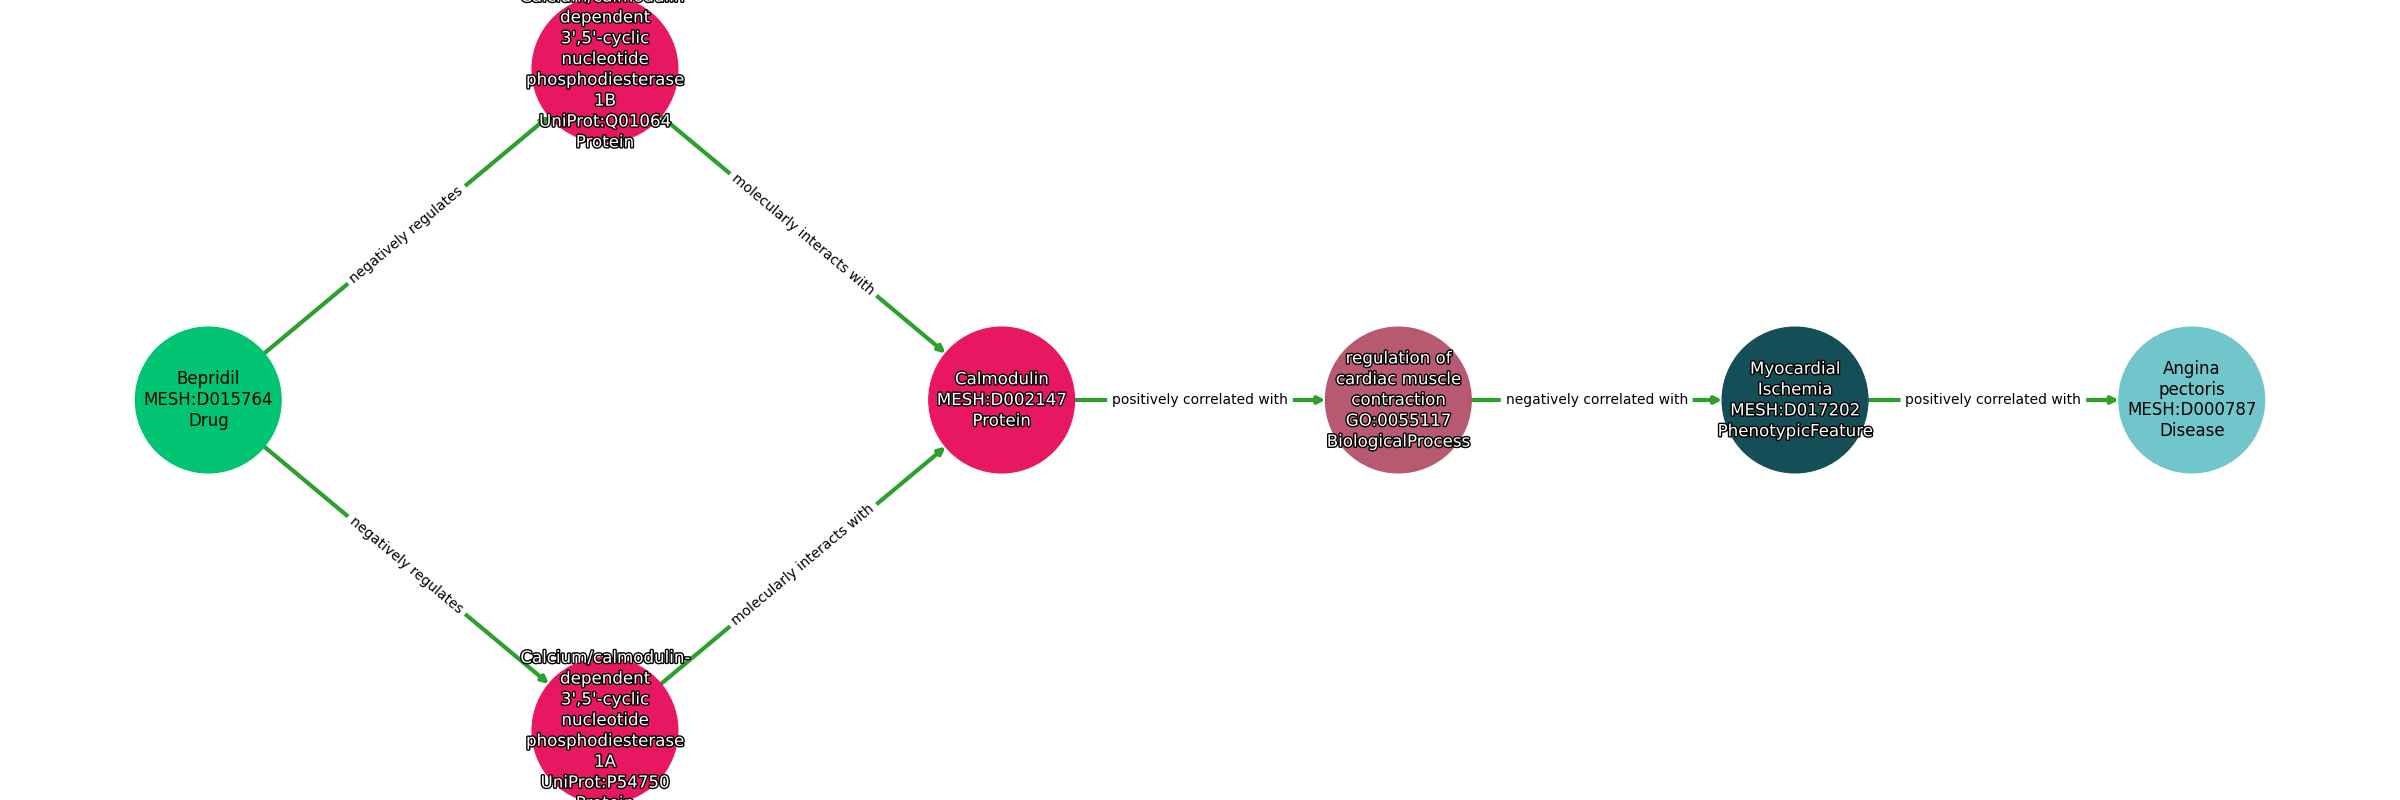 Calcium/calmodulin-
dependent
3',5'-cyclic
nucleotide
phosphodiesterase
1B
UniProt:Q01064
Protein
negatively regulates
molecularly interacts with
Bepridil
MESH:D015764
Drug
Calmodulin
MESH:D002147
Protein
positively correlated with
regulation of
cardiac muscle
contraction
GO:0055117
BiologicalProcess
negatively correlated with
Myocardial
Ischemia
MESH:D017202
PhenotypicFeature
positively correlated with
Angina
pectoris
MESH:D000787
Disease
negatively regulates
molecularly interacts with
Calcium/calmodulin-
dependent
3',5'-cyclic
nucleotide
phosphodiesterase
1A
UniProt:P54750
Protein